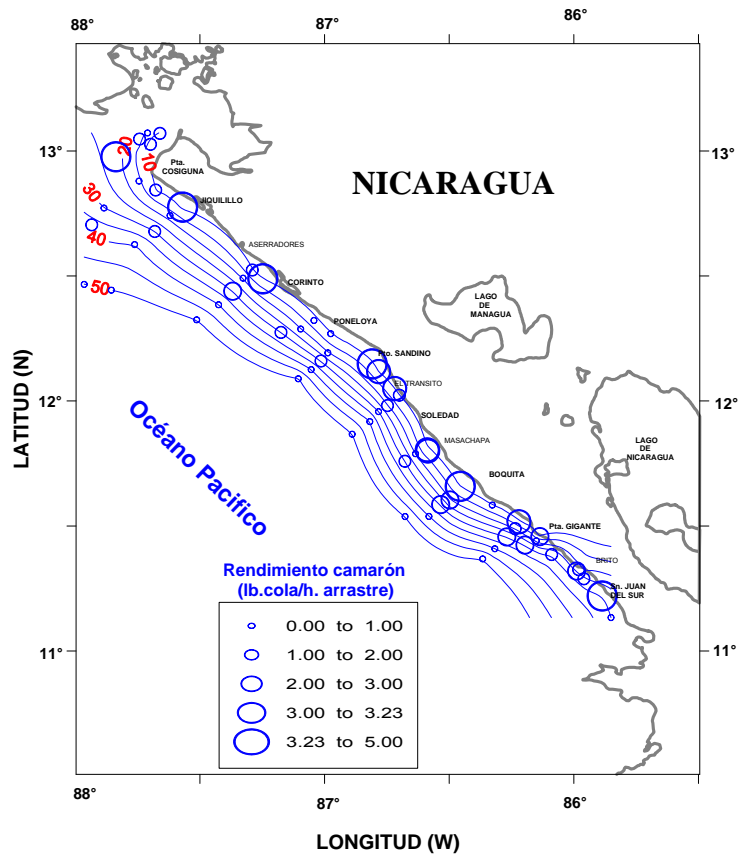 88°
87°
86°
13°
13°
20
10
Pta.
COSIGUNA
NICARAGUA
30
JIQUILILLO
40
ASERRADORES
50
CORINTO
LAGO
DE
MANAGUA
PONELOYA
Pto. SANDINO
12°
12°
EL TRANSITO
SOLEDAD
MASACHAPA
LAGO
DE
NICARAGUA
BOQUITA
Océano Pacifico
Pta. GIGANTE
BRITO
Sn. JUAN
DEL SUR
Rendimiento camarón
(lb.cola/h. arrastre)
0.00 to 1.00
1.00 to 2.00
2.00 to 3.00
3.00 to 3.23
3.23 to 5.00
11°
11°
88°
87°
86°
LATITUD (N)
LONGITUD (W)